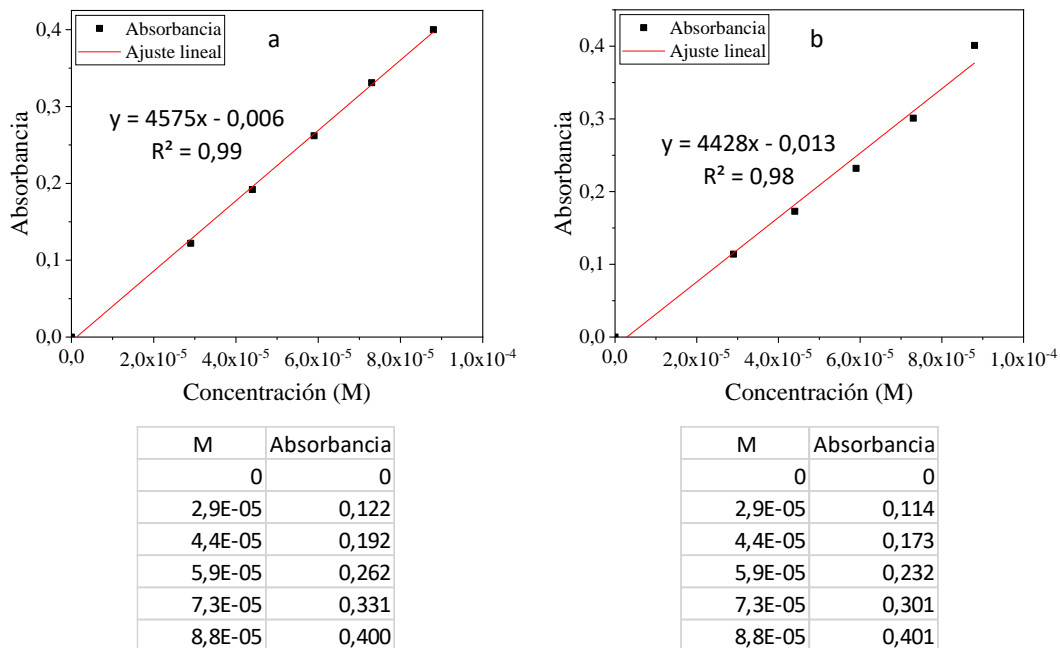 Absorbancia
Ajuste lineal
a
y = 4575x - 0,006
R² = 0,99
0,4
0,3
0,2
0,1
0,0
Absorbancia
0,0
2,0x10⁻⁵
4,0x10⁻⁵
6,0x10⁻⁵
8,0x10⁻⁵
1,0x10⁻⁴
Concentración (M)
Absorbancia
Ajuste lineal
b
y = 4428x - 0,013
R² = 0,98
0,4
0,3
0,2
0,1
0,0
Absorbancia
0,0
2,0x10⁻⁵
4,0x10⁻⁵
6,0x10⁻⁵
8,0x10⁻⁵
1,0x10⁻⁴
Concentración (M)
M Absorbancia
0 0
2,9E-05 0,122
4,4E-05 0,192
5,9E-05 0,262
7,3E-05 0,331
8,8E-05 0,400
M Absorbancia
0 0
2,9E-05 0,114
4,4E-05 0,173
5,9E-05 0,232
7,3E-05 0,301
8,8E-05 0,401